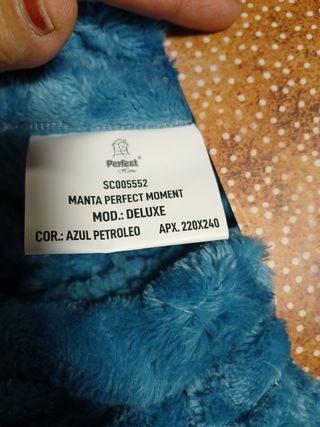 Perfect
Home
SC005552
MANTA PERFECT MOMENT
MOD.: DELUXE
COR.: AZUL PETROLEO APX. 220X240